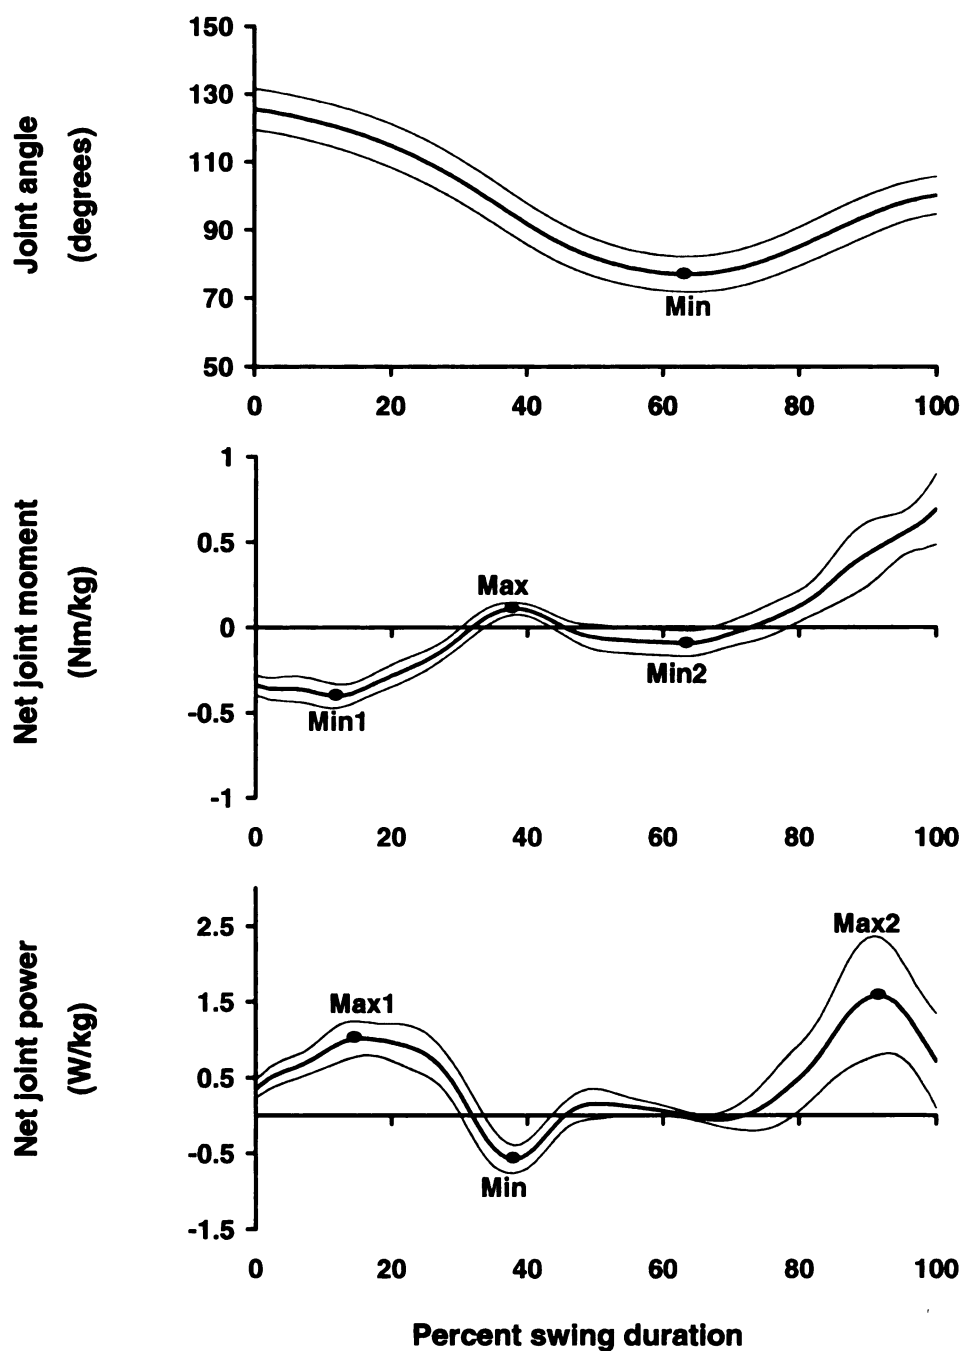 Joint angle
(degrees)
150
130
110
90
70
50
Min
0 20 40 60 80 100
Net joint moment
(Nm/kg)
1
0.5
0
-0.5
-1
Max
Min1
Min2
0 20 40 60 80 100
Net joint power
(W/kg)
2.5
1.5
0.5
-0.5
-1.5
Max1
Max2
Min
0 20 40 60 80 100
Percent swing duration